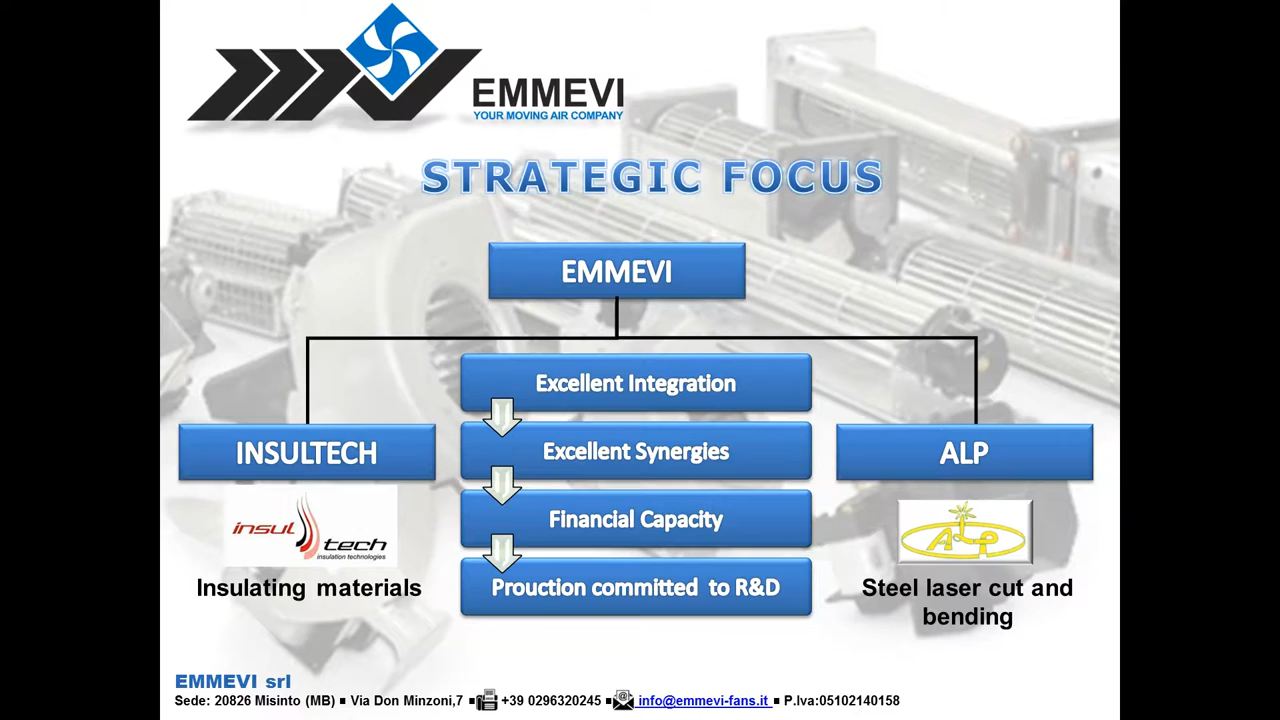 EMMEVI
YOUR MOVING AIR COMPANY
STRATEGIC FOCUS
EMMEVI
Excellent Integration
Excellent Synergies
Financial Capacity
Prouction committed to R&D
INSULTECH
insul tech
insulation technologies
Insulating materials
ALP
ALP
Steel laser cut and
bending
EMMEVI srl
Sede: 20826 Misinto (MB) ▪ Via Don Minzoni,7 ▪ +39 0296320245 ▪ info@emmevi-fans.it ▪ P.Iva:05102140158